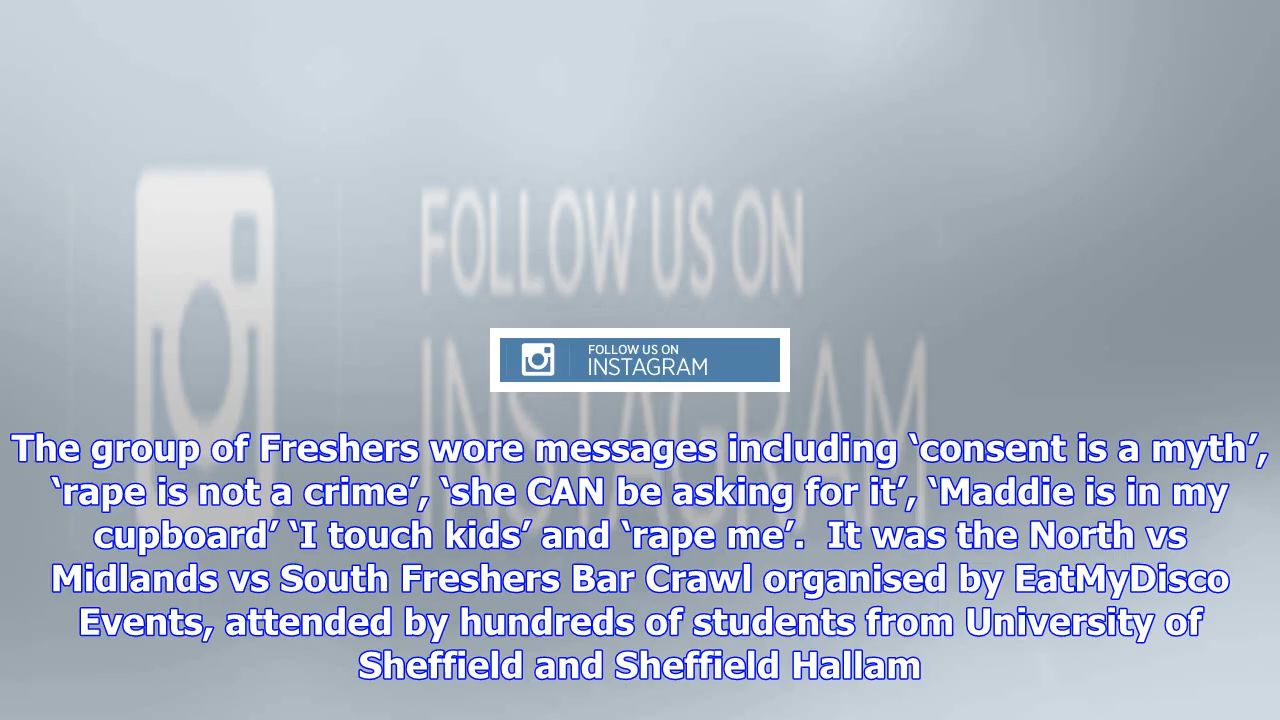 FOLLOW US ON
INSTAGRAM
FOLLOW US ON
INSTAGRAM
The group of Freshers wore messages including ‘consent is a myth’,
‘rape is not a crime’, ‘she CAN be asking for it’, ‘Maddie is in my
cupboard’ ‘I touch kids’ and ‘rape me’.  It was the North vs
Midlands vs South Freshers Bar Crawl organised by EatMyDisco
Events, attended by hundreds of students from University of
Sheffield and Sheffield Hallam